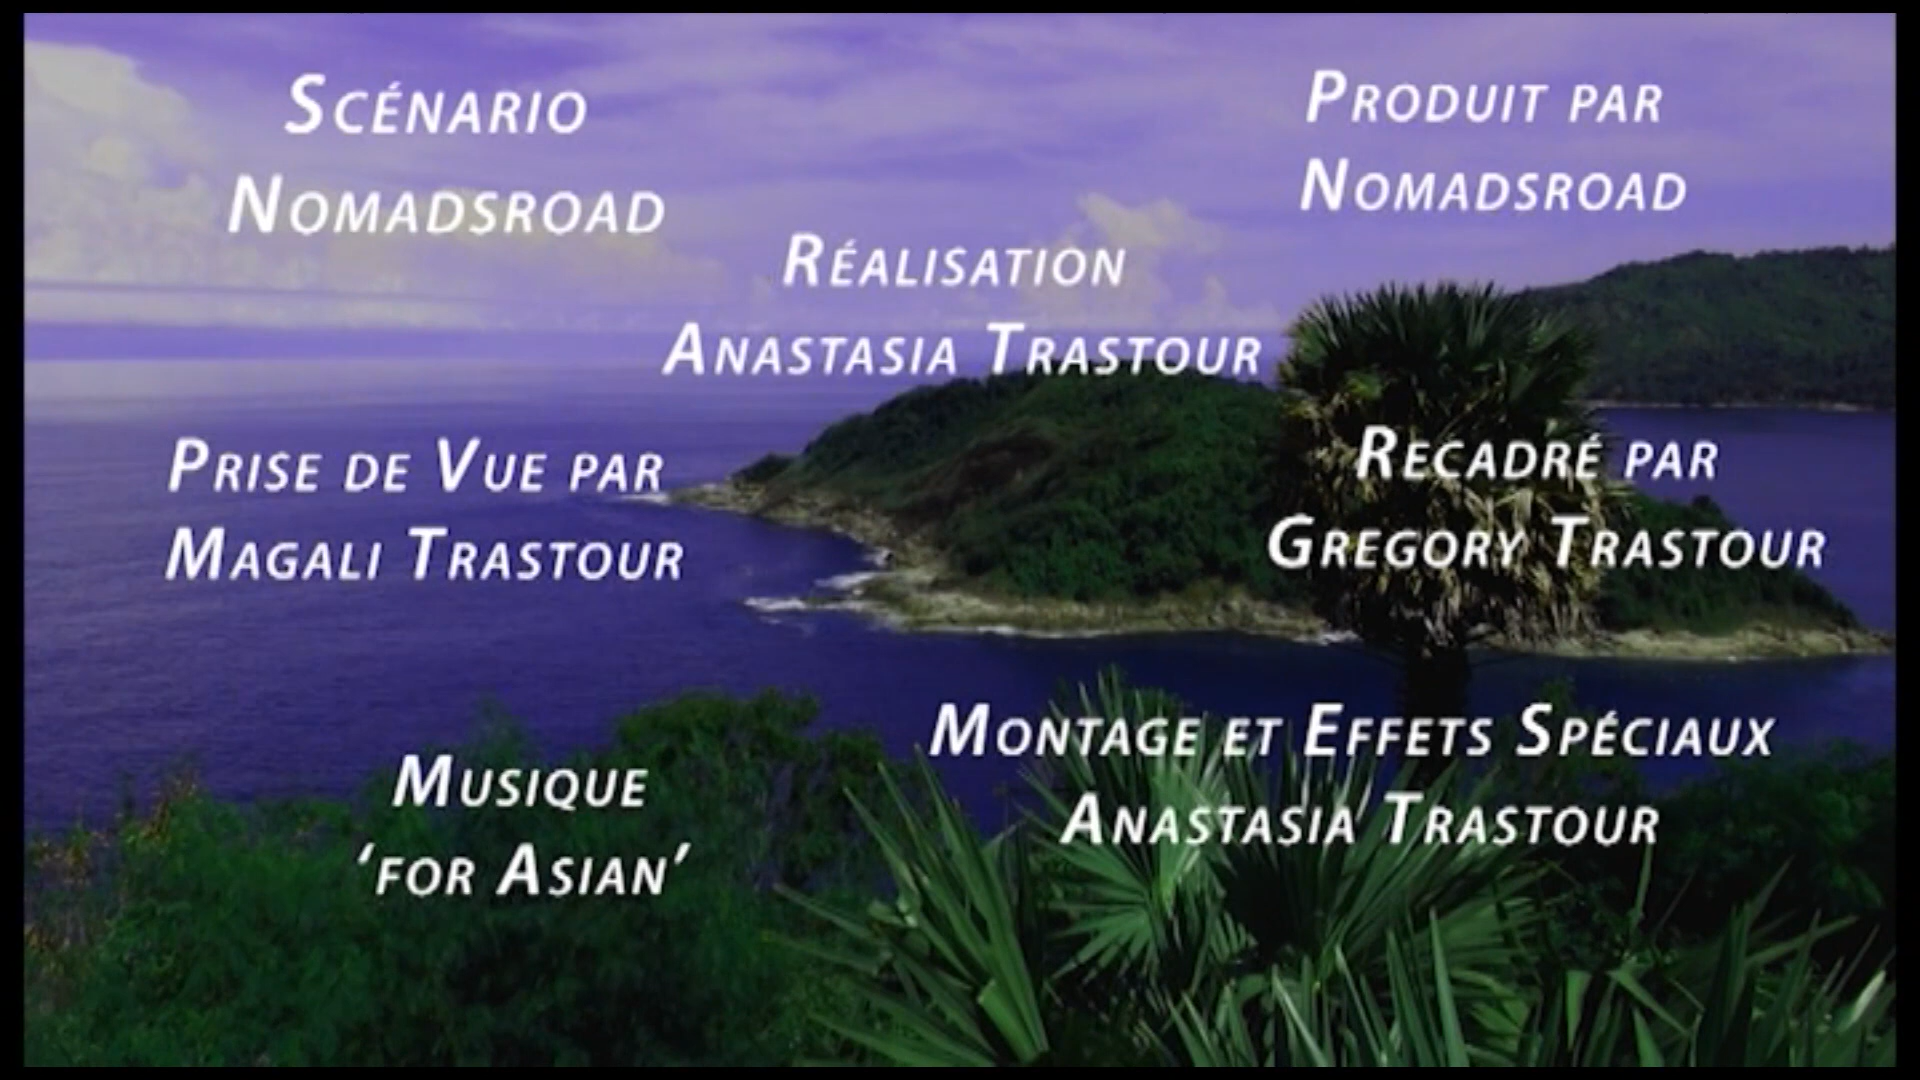 Scénario
Nomadsroad
Produit par
Nomadsroad
Réalisation
Anastasia Trastour
Prise de Vue par
Magali Trastour
Recadré par
Gregory Trastour
Montage et Effets Spéciaux
Anastasia Trastour
Musique
‘for Asian’